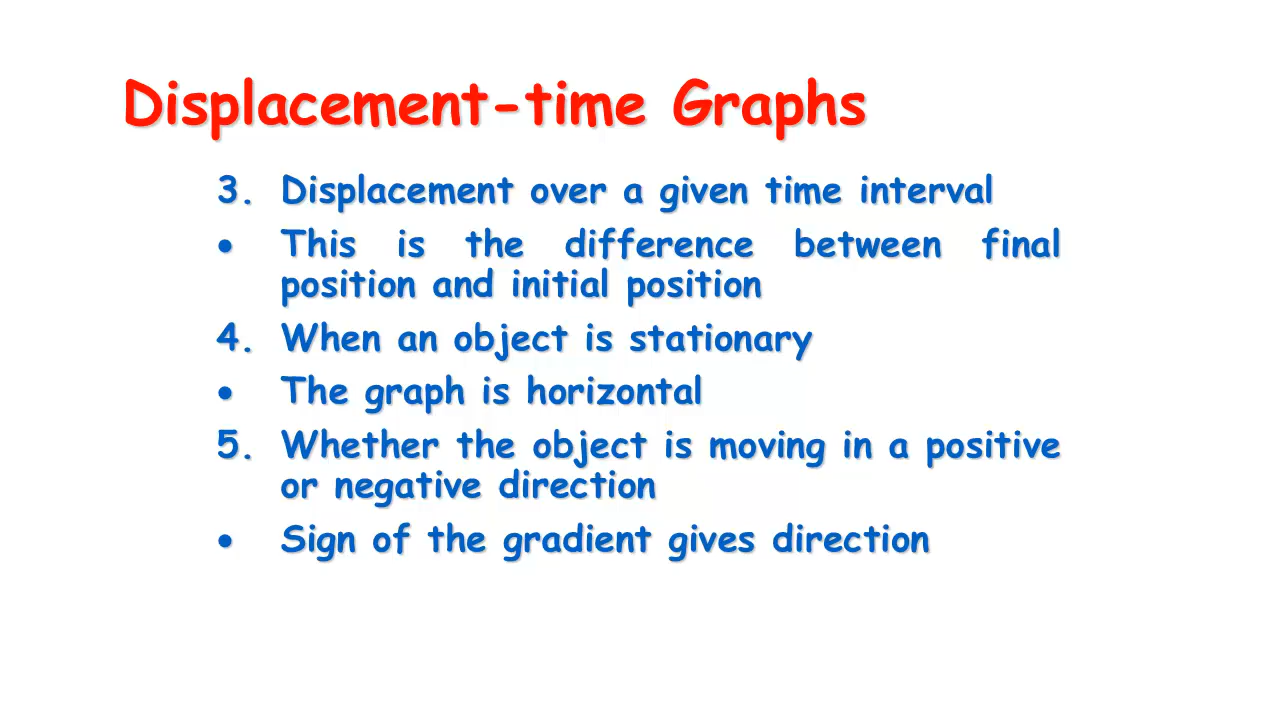 Displacement-time Graphs
3. Displacement over a given time interval
• This is the difference between final
position and initial position
4. When an object is stationary
• The graph is horizontal
5. Whether the object is moving in a positive
or negative direction
• Sign of the gradient gives direction